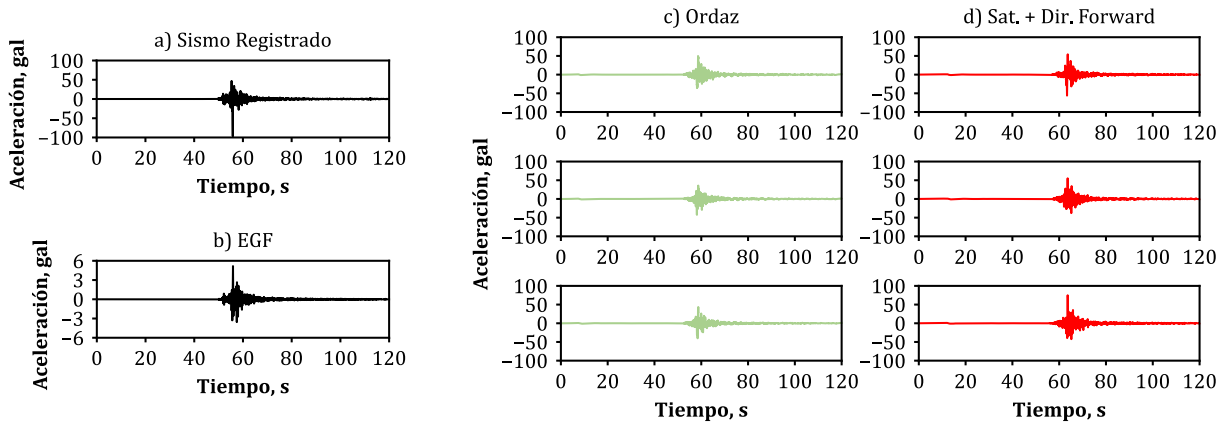 a) Sismo Registrado
Aceleración, gal
100
50
0
−50
−100
0 20 40 60 80 100 120
Tiempo, s
b) EGF
Aceleración, gal
6
3
0
−3
−6
0 20 40 60 80 100 120
Tiempo, s
c) Ordaz
Aceleración, gal
100
50
0
−50
−100
0 20 40 60 80 100 120
100
50
0
−50
−100
0 20 40 60 80 100 120
100
50
0
−50
−100
0 20 40 60 80 100 120
Tiempo, s
d) Sat. + Dir. Forward
100
50
0
−50
−100
0 20 40 60 80 100 120
100
50
0
−50
−100
0 20 40 60 80 100 120
100
50
0
−50
−100
0 20 40 60 80 100 120
Tiempo, s